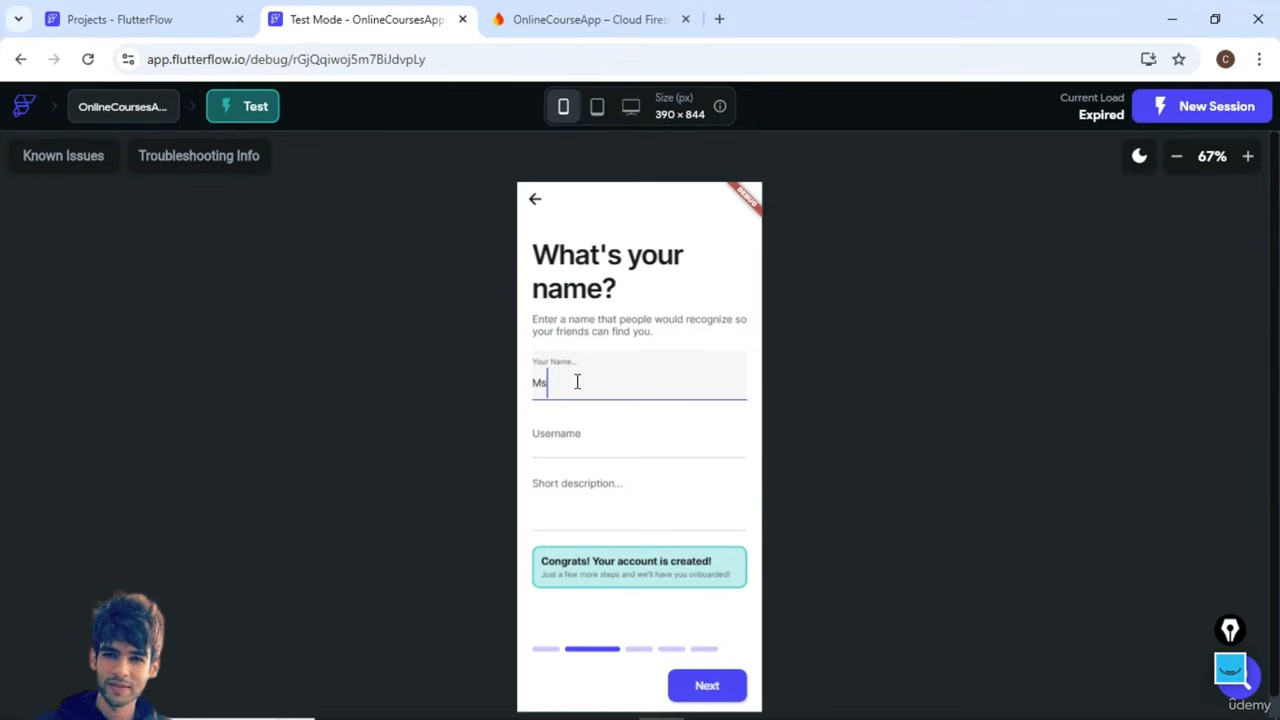 Projects - FlutterFlow
Test Mode - OnlineCoursesApp
OnlineCourseApp – Cloud Fires
app.flutterflow.io/debug/rGjQqiwoj5m7BiJdvpLy
C
OnlineCoursesA...
Test
Size (px)
390 × 844
Current Load
Expired
New Session
Known Issues
Troubleshooting Info
67%
DEBUG
What's your
name?
Enter a name that people would recognize so
your friends can find you.
Your Name...
Ms
Username
Short description...
Congrats! Your account is created!
Just a few more steps and we'll have you onboarded!
Next
ûdemy